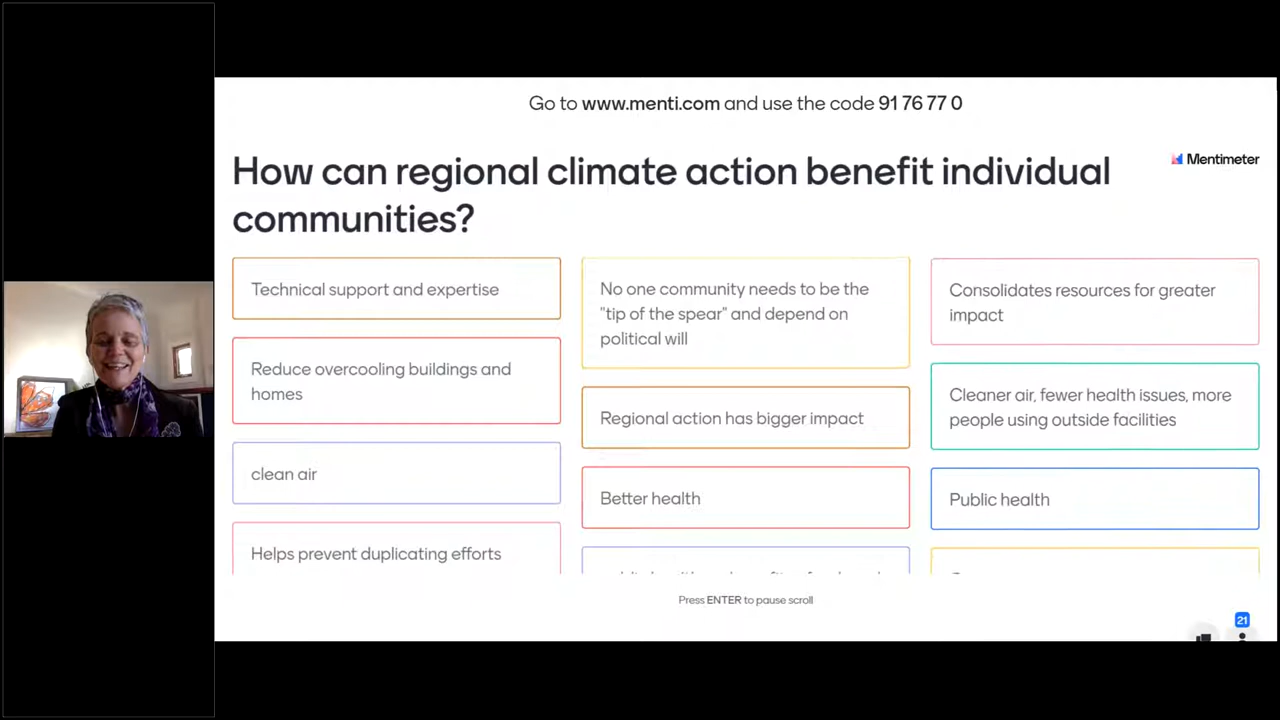 Go to www.menti.com and use the code 91 76 77 0
How can regional climate action benefit individual
communities?
Mentimeter
Technical support and expertise
Reduce overcooling buildings and
homes
clean air
Helps prevent duplicating efforts
No one community needs to be the
"tip of the spear" and depend on
political will
Regional action has bigger impact
Better health
Consolidates resources for greater
impact
Cleaner air, fewer health issues, more
people using outside facilities
Public health
Press ENTER to pause scroll
21